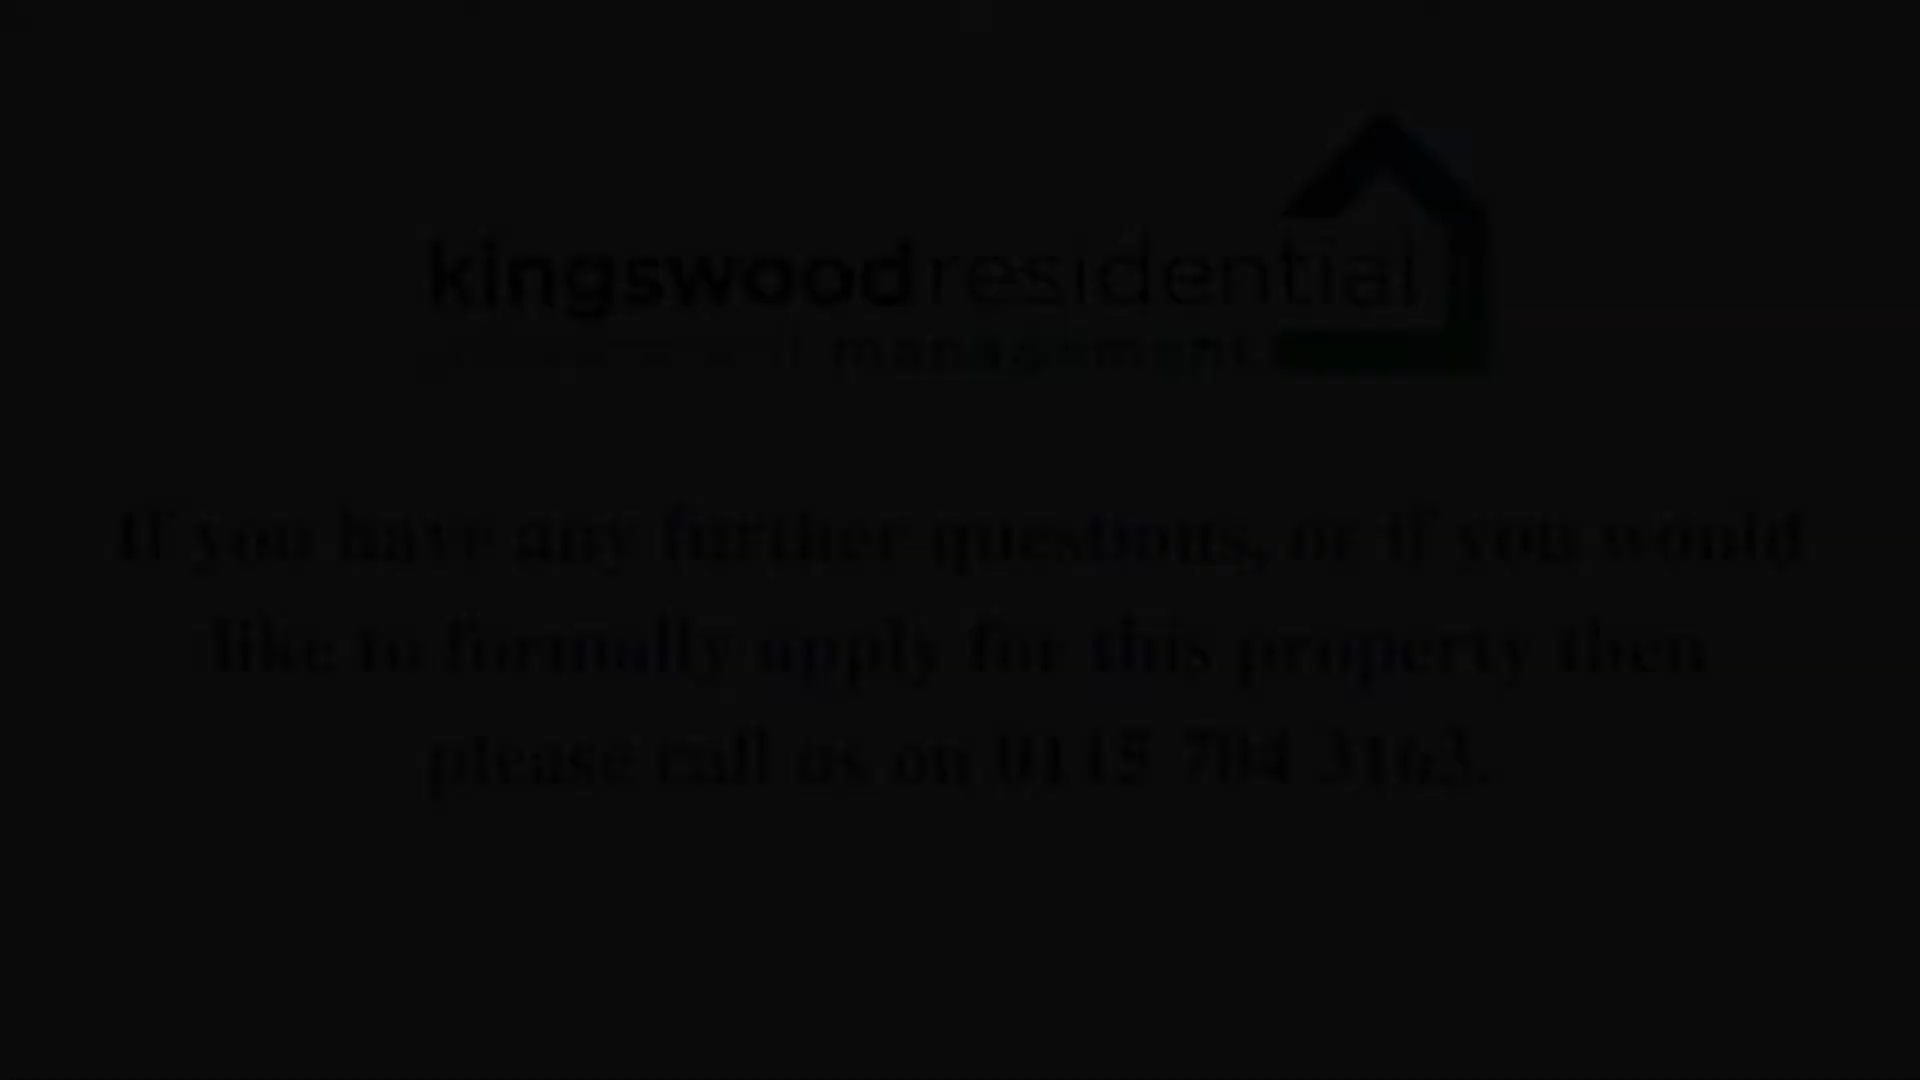 kingswoodresidential
management
If you have any further questions, or if you would
like to formally apply for this property then
please call us on 0115 704 3163.